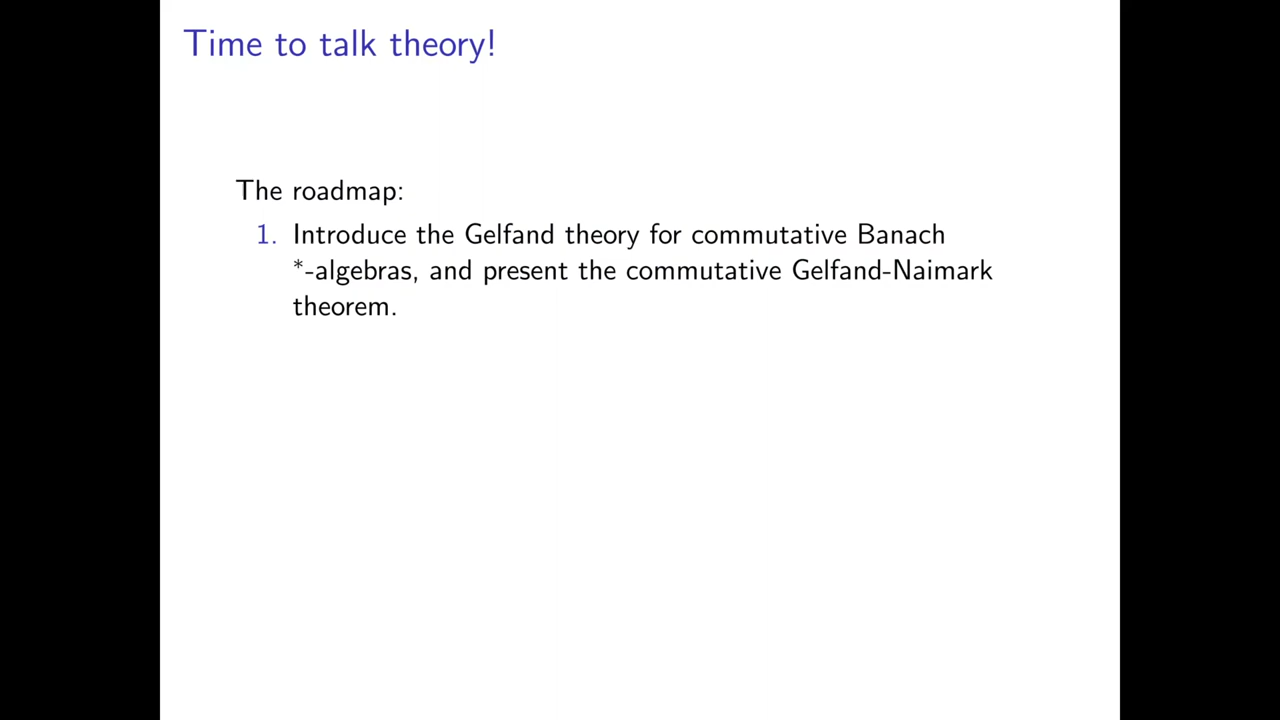 Time to talk theory!
The roadmap:
1. Introduce the Gelfand theory for commutative Banach
*-algebras, and present the commutative Gelfand-Naimark
theorem.